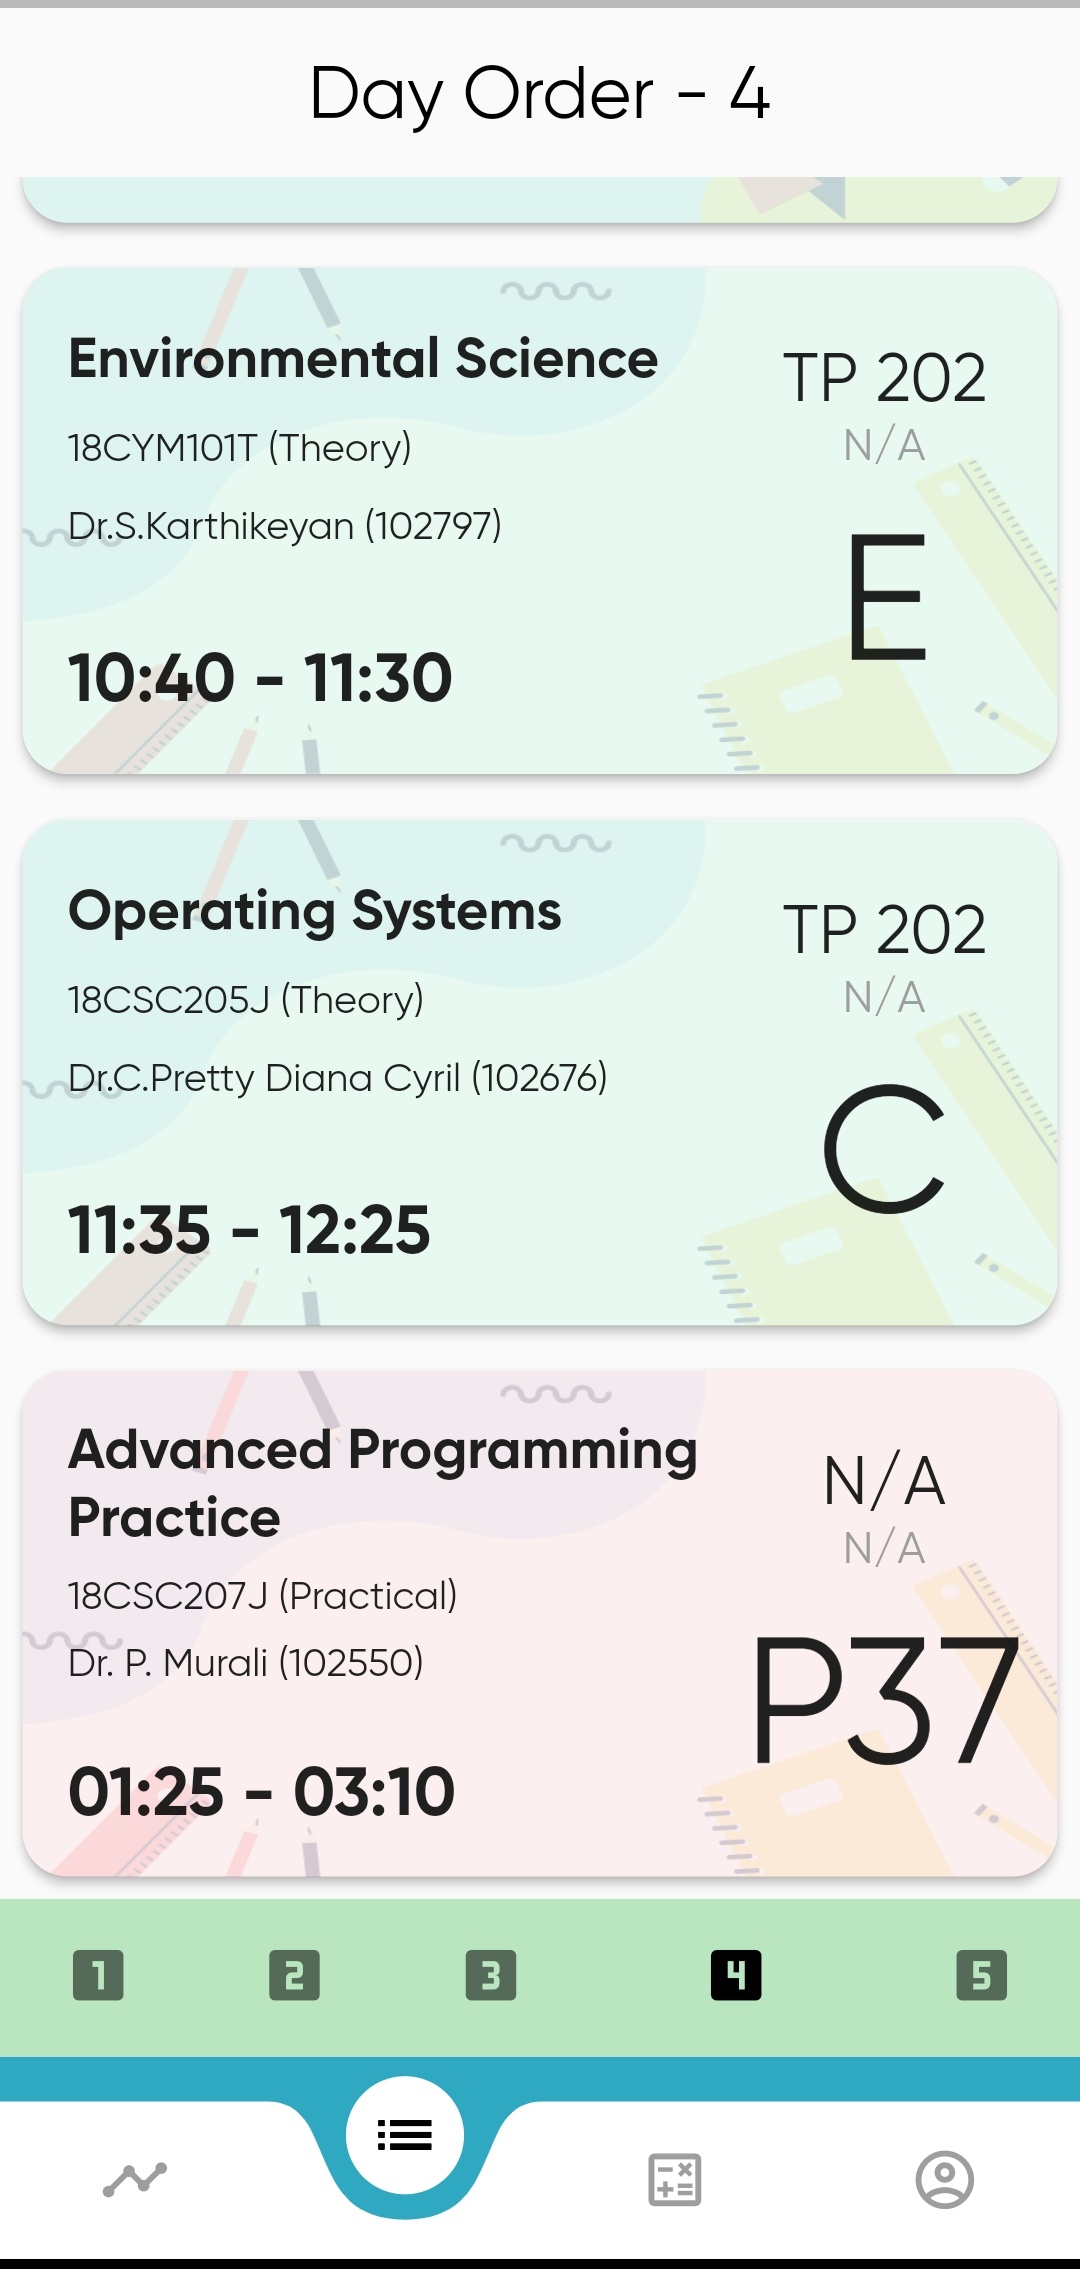 Day Order - 4
Environmental Science
TP 202
18CYM101T (Theory)
N/A
Dr.S.Karthikeyan (102797)
E
10:40 - 11:30
Operating Systems
TP 202
18CSC205J (Theory)
N/A
Dr.C.Pretty Diana Cyril (102676)
C
11:35 - 12:25
Advanced Programming
Practice
N/A
N/A
18CSC207J (Practical)
Dr. P. Murali (102550)
P37
01:25 - 03:10
1 2 3 4 5